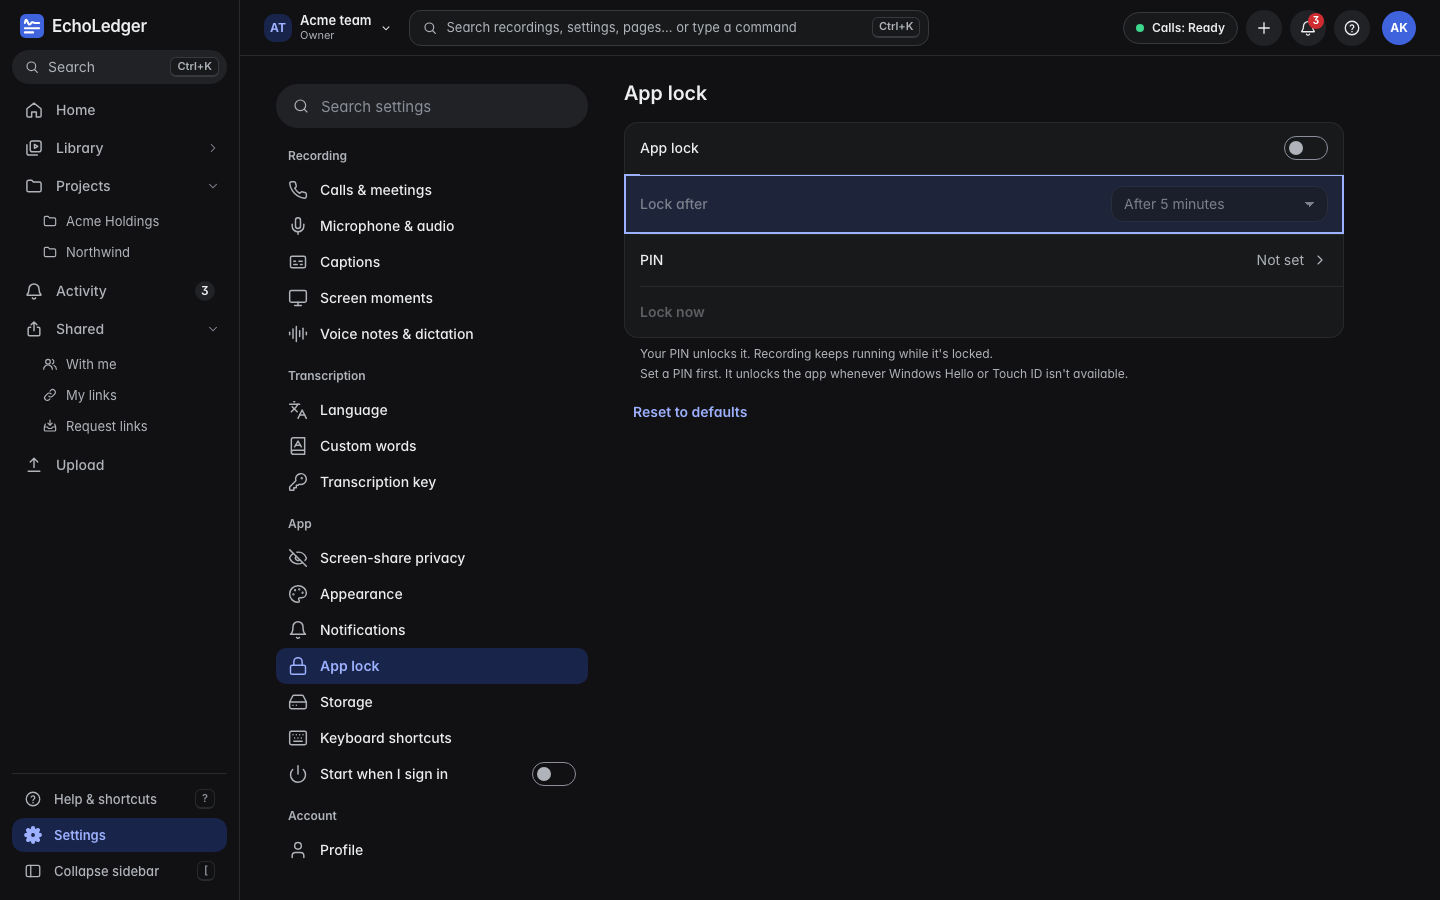 EchoLedger
Search Ctrl+K
Home
Library
Projects
Acme Holdings
Northwind
Activity 3
Shared
With me
My links
Request links
Upload
Help & shortcuts ?
Settings
Collapse sidebar [
AT Acme team
Owner
Search recordings, settings, pages... or type a command Ctrl+K
Calls: Ready
3
AK
Search settings
Recording
Calls & meetings
Microphone & audio
Captions
Screen moments
Voice notes & dictation
Transcription
Language
Custom words
Transcription key
App
Screen-share privacy
Appearance
Notifications
App lock
Storage
Keyboard shortcuts
Start when I sign in
Account
Profile
App lock
App lock
Lock after After 5 minutes
PIN Not set
Lock now
Your PIN unlocks it. Recording keeps running while it's locked.
Set a PIN first. It unlocks the app whenever Windows Hello or Touch ID isn't available.
Reset to defaults